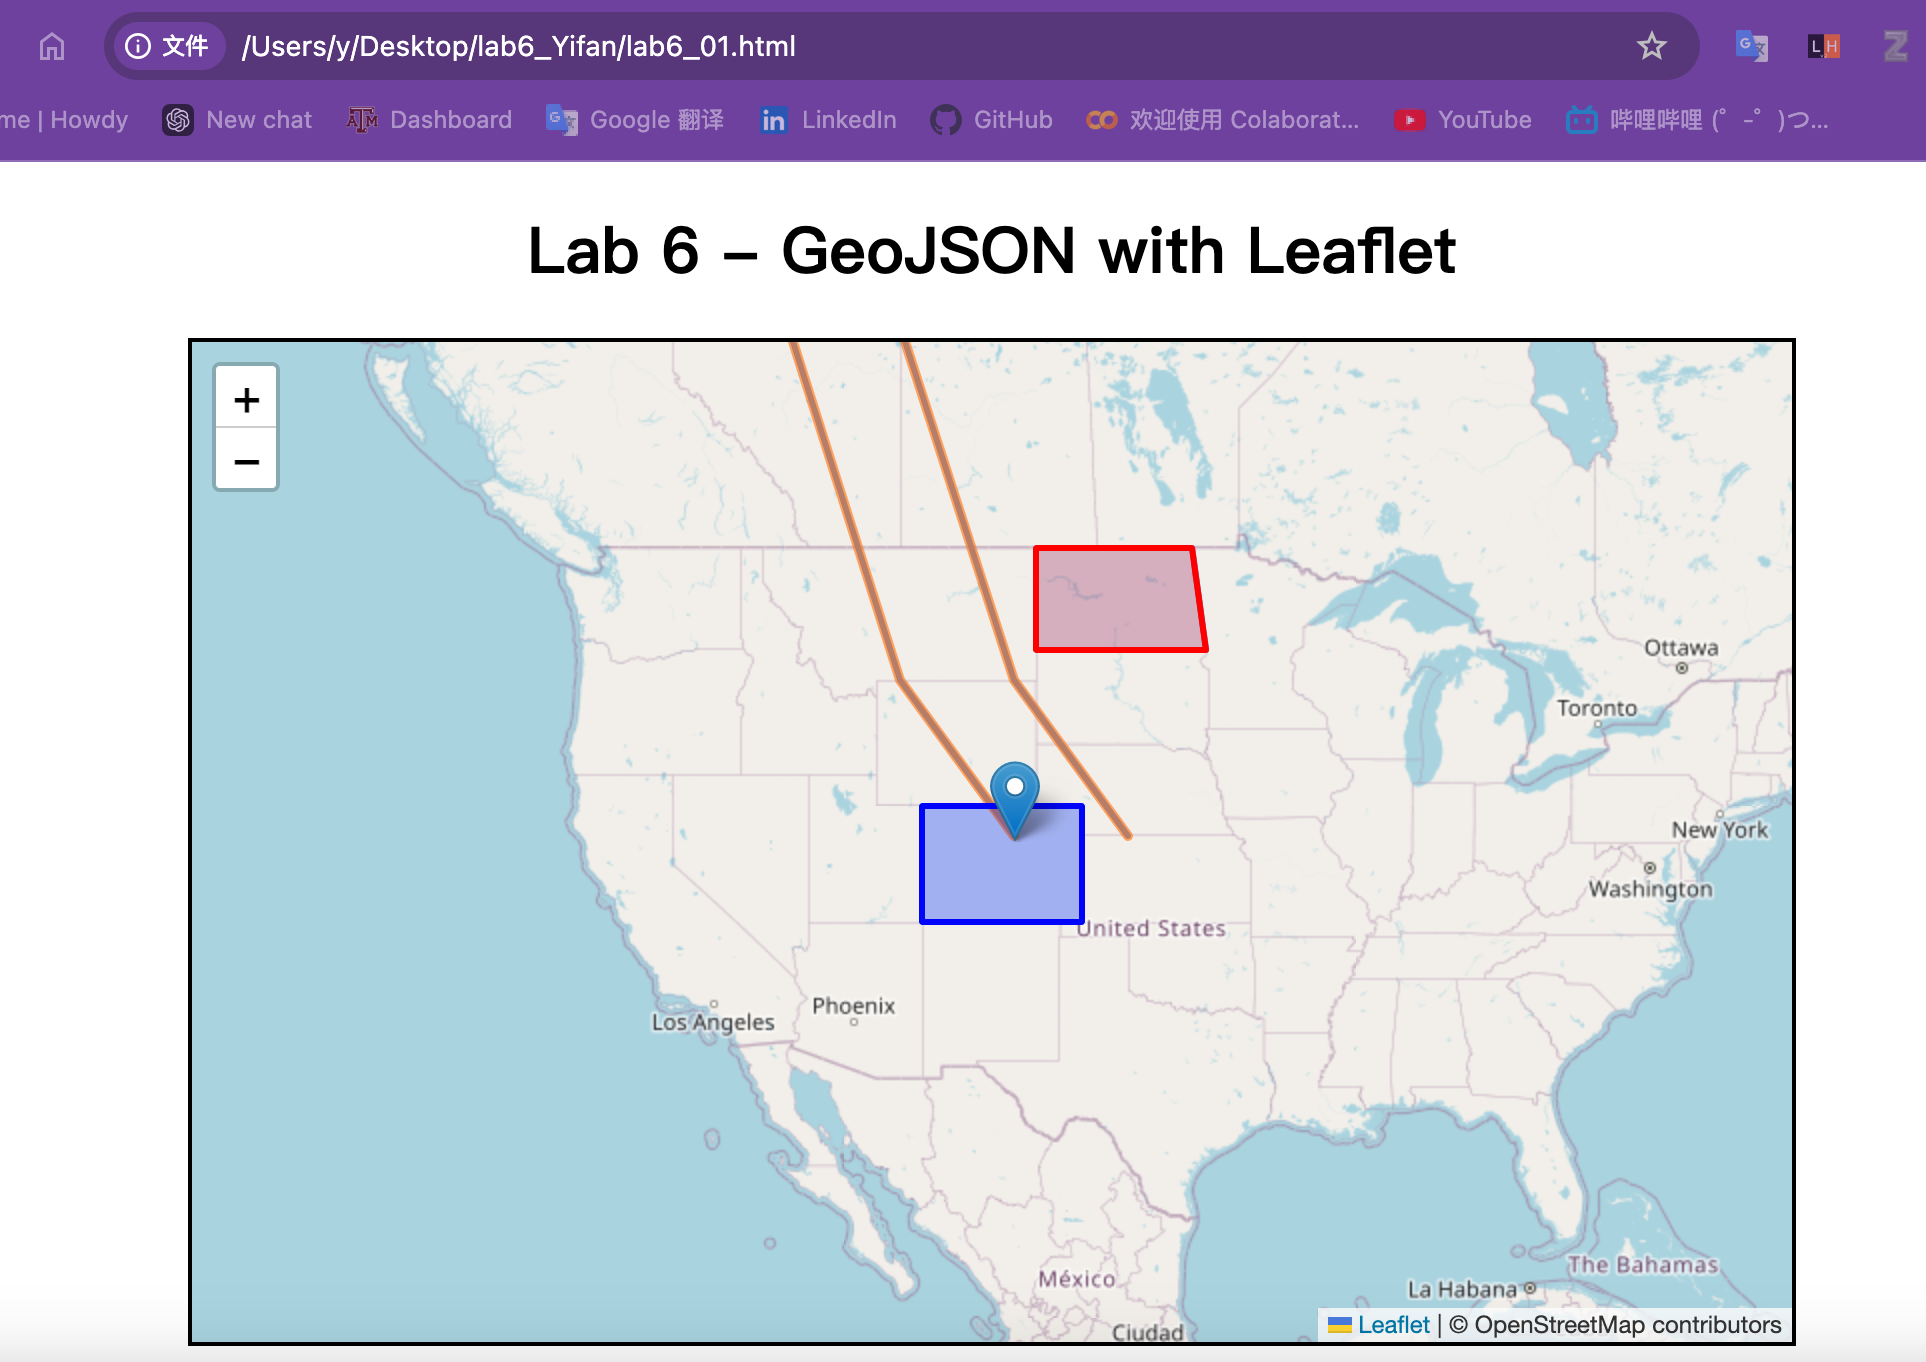 文件 /Users/y/Desktop/lab6_Yifan/lab6_01.html
LH
me | Howdy New chat Dashboard Google 翻译 LinkedIn GitHub 欢迎使用 Colaborat... YouTube 哔哩哔哩 (゜-゜)つ...
Lab 6 – GeoJSON with Leaflet
+
−
Ottawa
Toronto
New York
Washington
United States
Phoenix
Los Angeles
The Bahamas
México
La Habana
Ciudad
Leaflet | © OpenStreetMap contributors